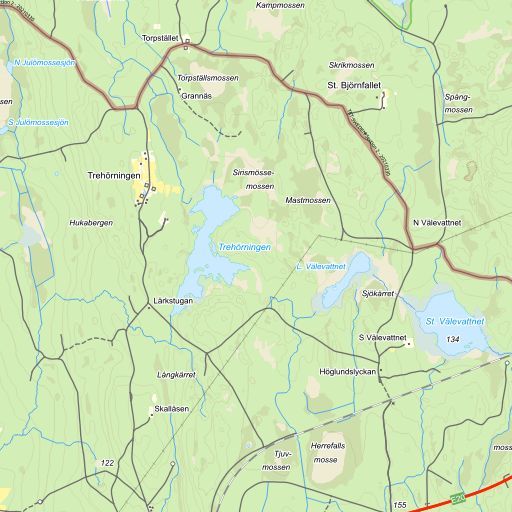 Kampmossen
Torpstället
N Julömossesjön
Skrikmossen
Torpställsmossen
St. Björnfallet
Grannäs
Spång-
mossen
S Julömossesjön
Sinsmösse-
mossen
Trehörningen
Mastmossen
Hukabergen
N Välevattnet
Trehörningen
L. Välevattnet
Sjökärret
Lärkstugan
St. Välevattnet
134
S Välevattnet
Långkärret
Höglundslyckan
Skallåsen
Herrefalls
mosse
Tjuv-
mossen
122
E20
155